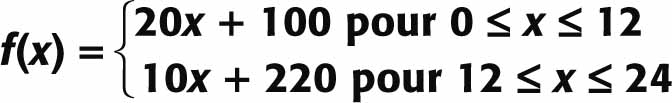 f(x) = { 20x + 100 pour 0 ≤ x ≤ 12
10x + 220 pour 12 ≤ x ≤ 24